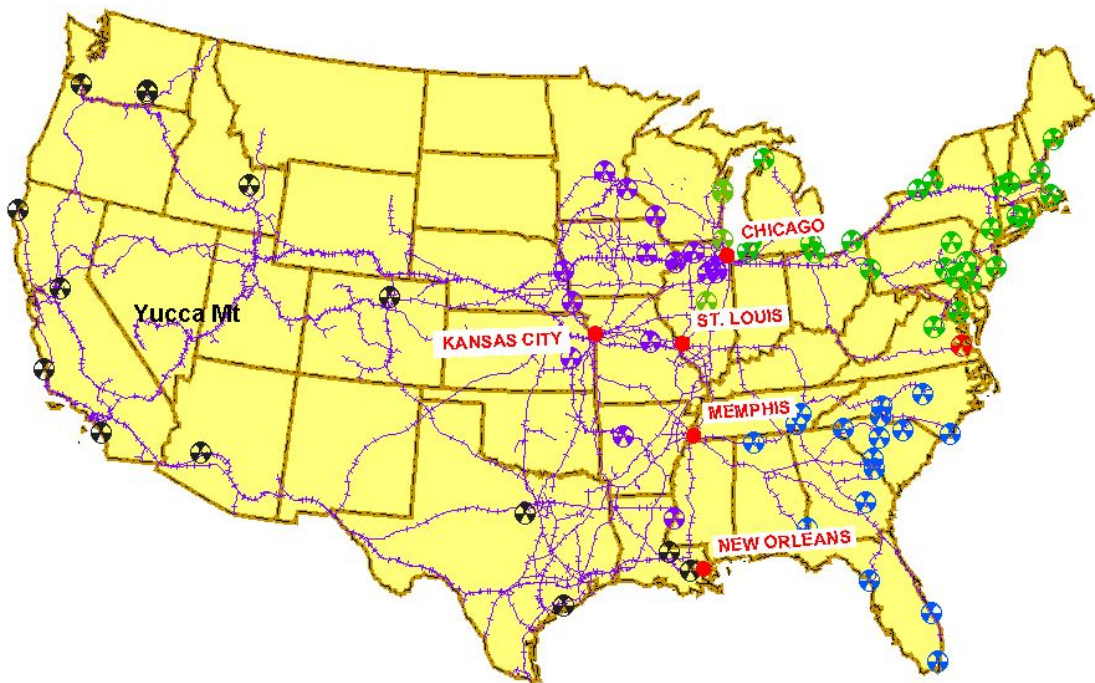 CHICAGO
Yucca Mt
ST. LOUIS
KANSAS CITY
MEMPHIS
NEW ORLEANS